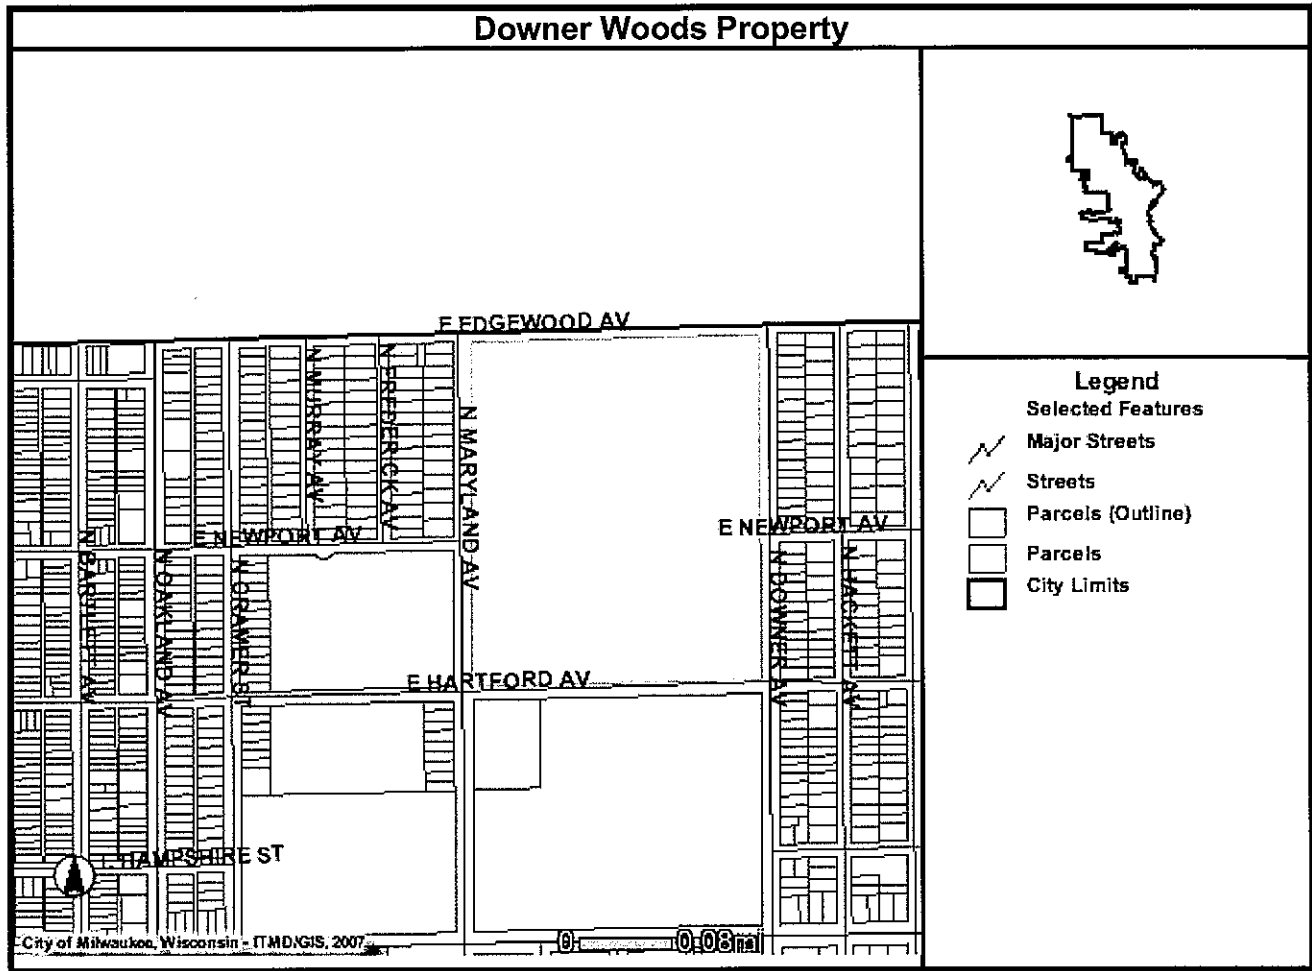 Downer Woods Property
E EDGEWOOD AV
N MURRAY AV
N FREDERICK AV
N MARYLAND AV
E NEWPORT AV
E NEWPORT AV
N BARTLETT AV
N OAKLAND AV
N CRAMER ST
N DOWNER AV
N HACKETT AV
E HARTFORD AV
HAMPSHIRE ST
City of Milwaukee, Wisconsin - ITMD/GIS, 2007
0 0.08mi
Legend
Selected Features
Major Streets
Streets
Parcels (Outline)
Parcels
City Limits